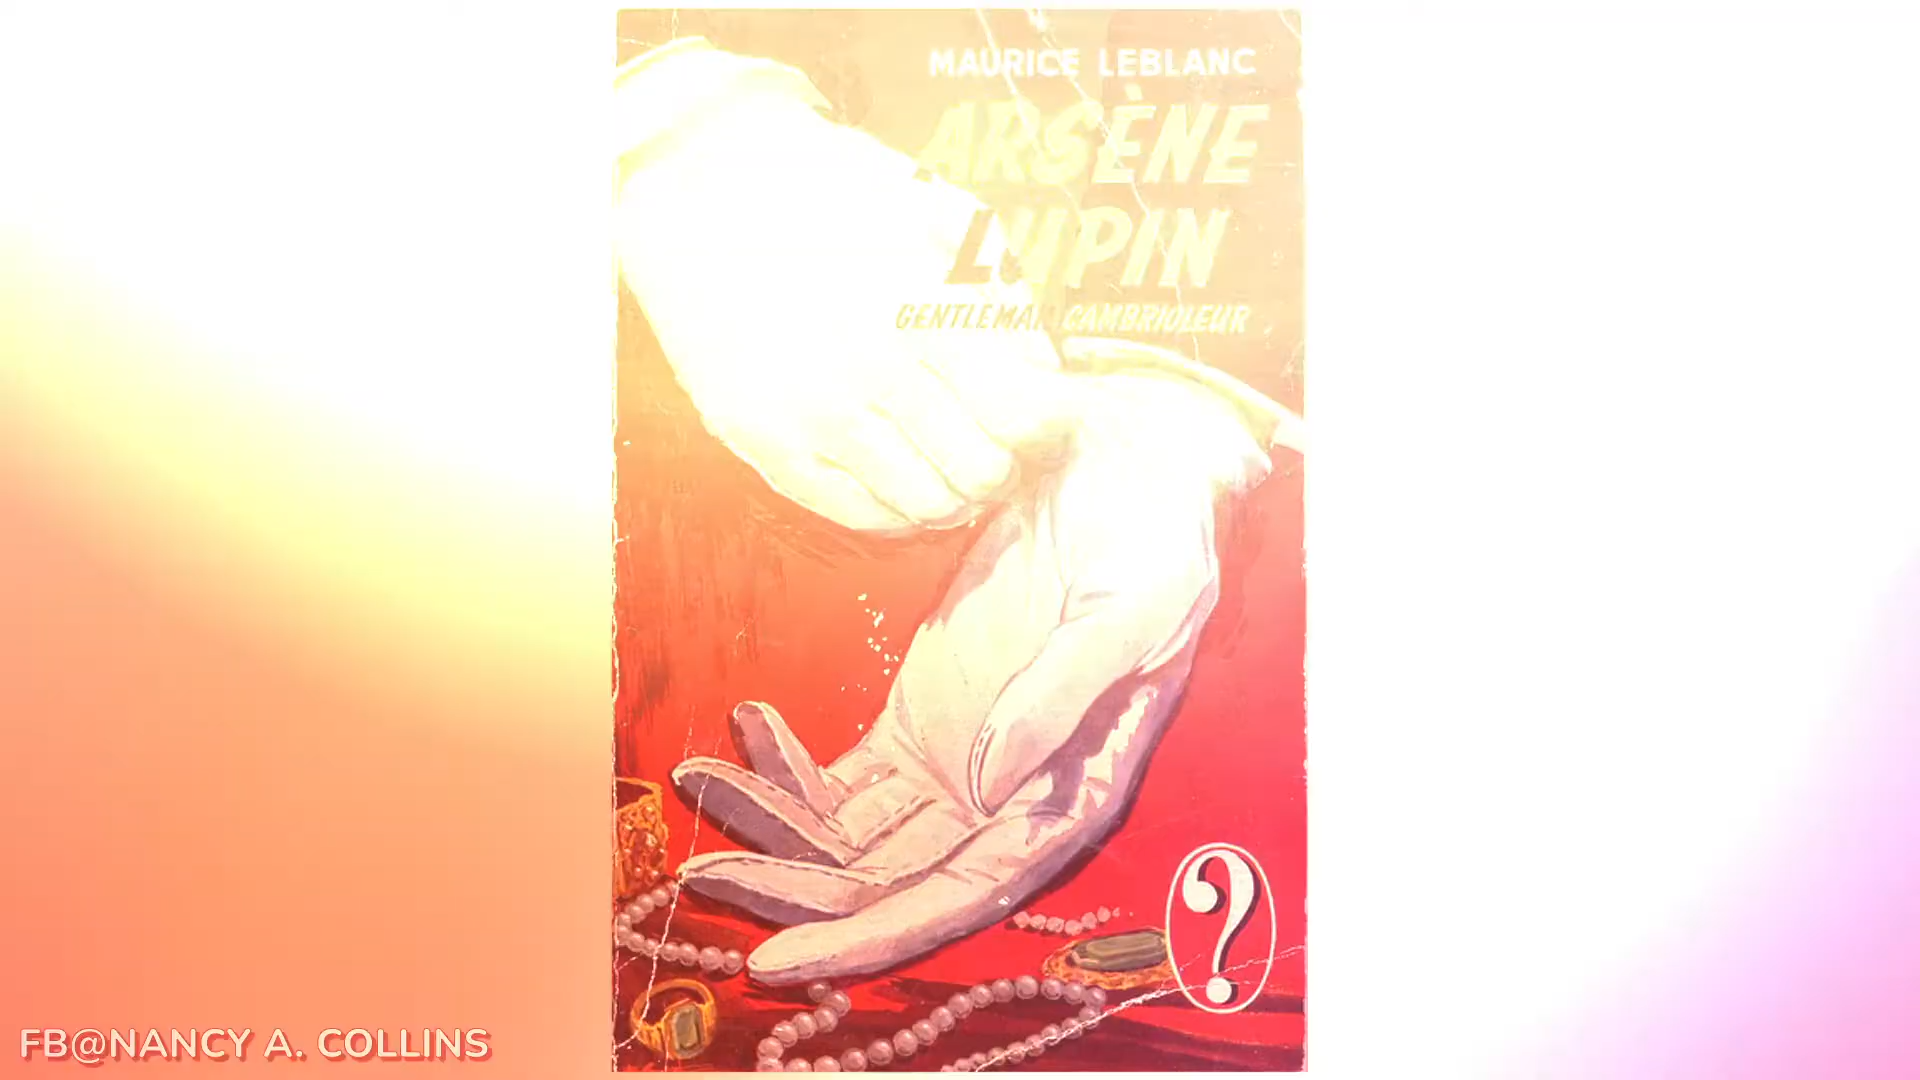 MAURICE LEBLANC
ARSÈNE
LUPIN
GENTLEMAN CAMBRIOLEUR
?
FB@NANCY A. COLLINS